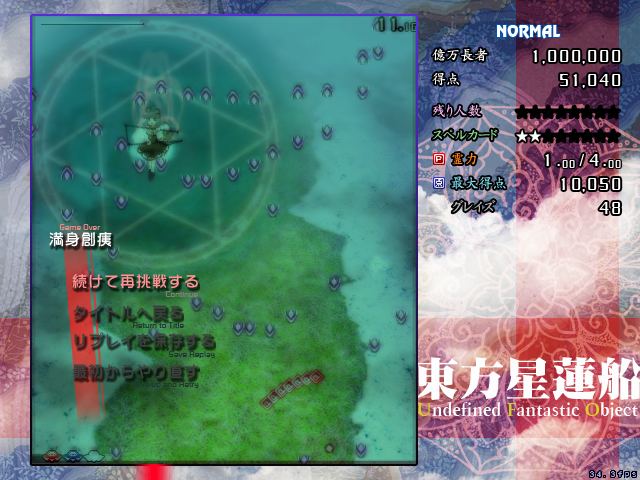 11.
NORMAL
億万長者 1,000,000
得点 51,040
残り人数
スペルカード
P 霊力 1.00/4.00
最大得点 10,050
グレイズ 48
Game Over
満身創痍
続けて再挑戦する
Continue
タイトルへ戻る
Return to Title
リプレイを保存する
Save Replay
最初からやり直す
and Retry
東方星蓮船
Undefined Fantastic Object
34.3fps